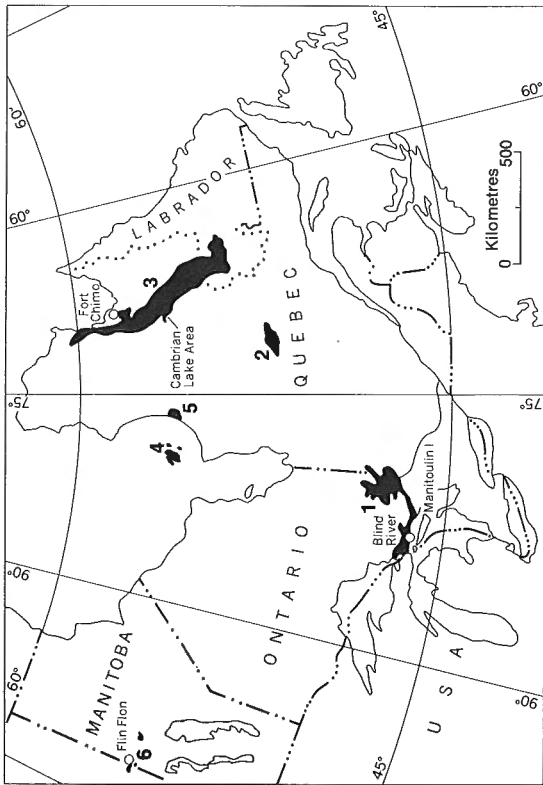 60°
45°
60°
LABRADOR
60°
3
Fort
Chimo
Cambrian
Lake Area
500
Kilometres
0
2
QUEBEC
75°
75°
5
4
1
Blind
River
Manitoulin I
ONTARIO
90°
MANITOBA
60°
Flin Flon
6
USA
90°
45°